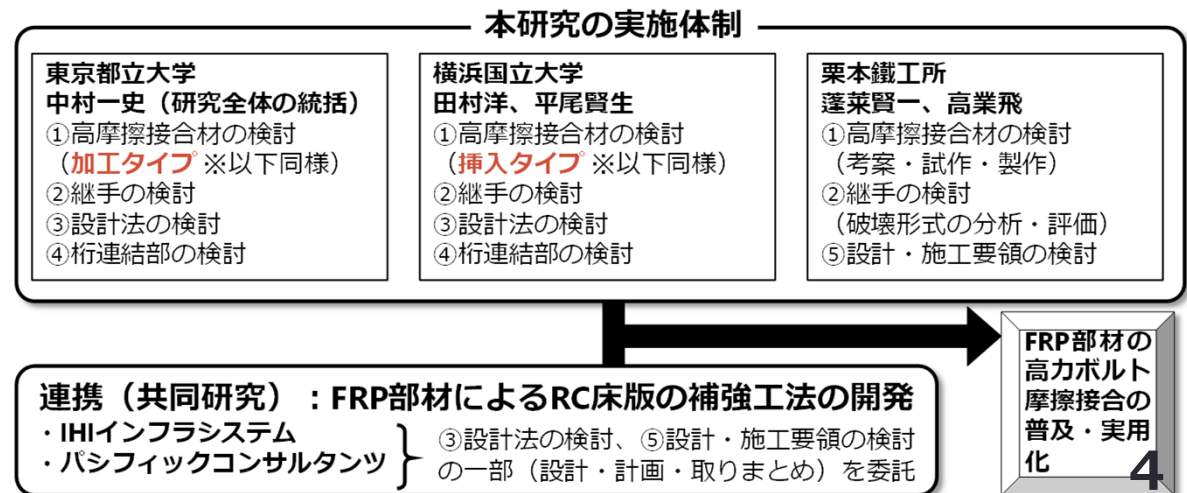 本研究の実施体制
東京都立大学
中村一史（研究全体の統括）
①高摩擦接合材の検討
（加工タイプ ※以下同様）
②継手の検討
③設計法の検討
④桁連結部の検討
横浜国立大学
田村洋、平尾賢生
①高摩擦接合材の検討
（挿入タイプ ※以下同様）
②継手の検討
③設計法の検討
④桁連結部の検討
栗本鐵工所
蓬莱賢一、高業飛
①高摩擦接合材の検討
（考案・試作・製作）
②継手の検討
（破壊形式の分析・評価）
⑤設計・施工要領の検討
連携（共同研究）：FRP部材によるRC床版の補強工法の開発
・IHIインフラシステム
・パシフィックコンサルタンツ
③設計法の検討、⑤設計・施工要領の検討
の一部（設計・計画・取りまとめ）を委託
FRP部材の
高力ボルト
摩擦接合の
普及・実用
化
4